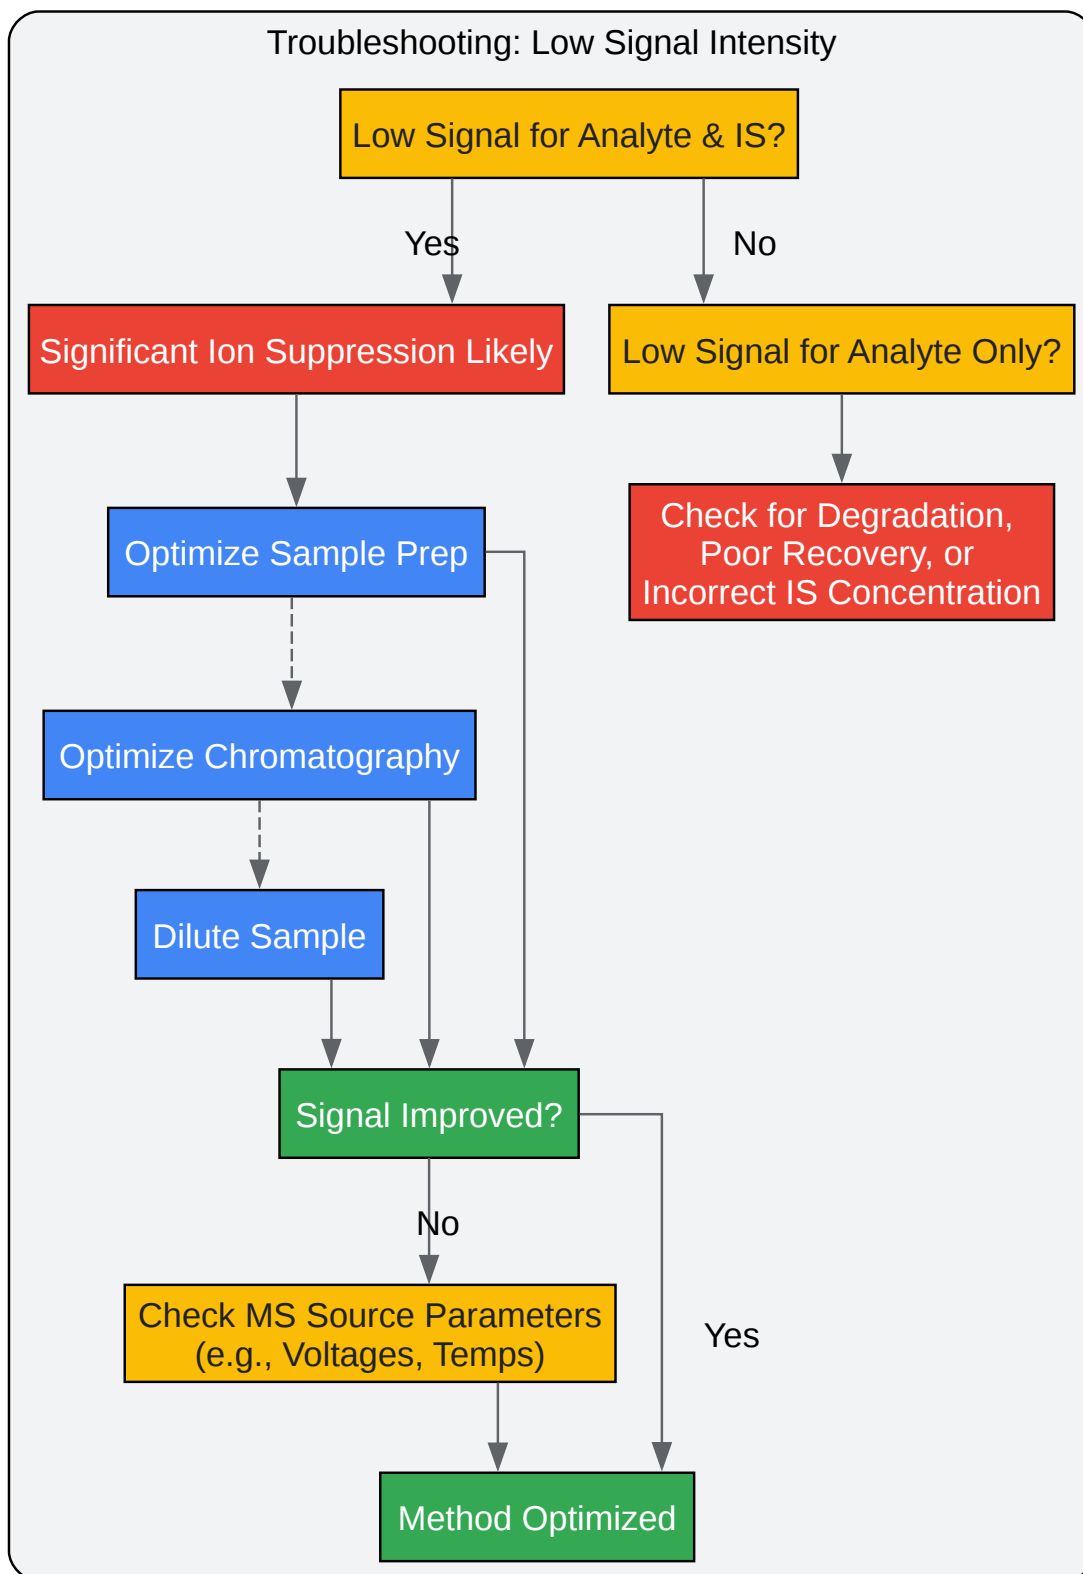 Troubleshooting: Low Signal Intensity
Low Signal for Analyte & IS?
Yes
No
Significant Ion Suppression Likely
Low Signal for Analyte Only?
Check for Degradation,
Poor Recovery, or
Incorrect IS Concentration
Optimize Sample Prep
Optimize Chromatography
Dilute Sample
Signal Improved?
No
Check MS Source Parameters
(e.g., Voltages, Temps)
Yes
Method Optimized